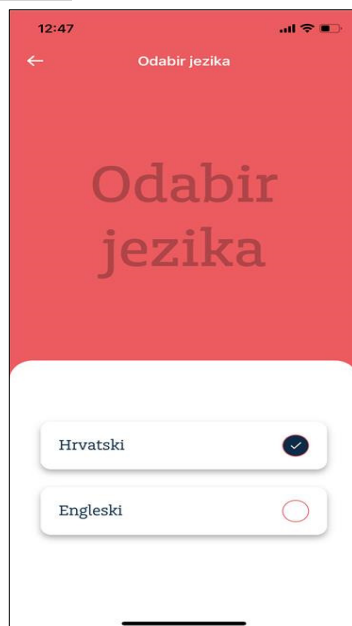 12:47
Odabir jezika
Odabir
jezika
Hrvatski
Engleski